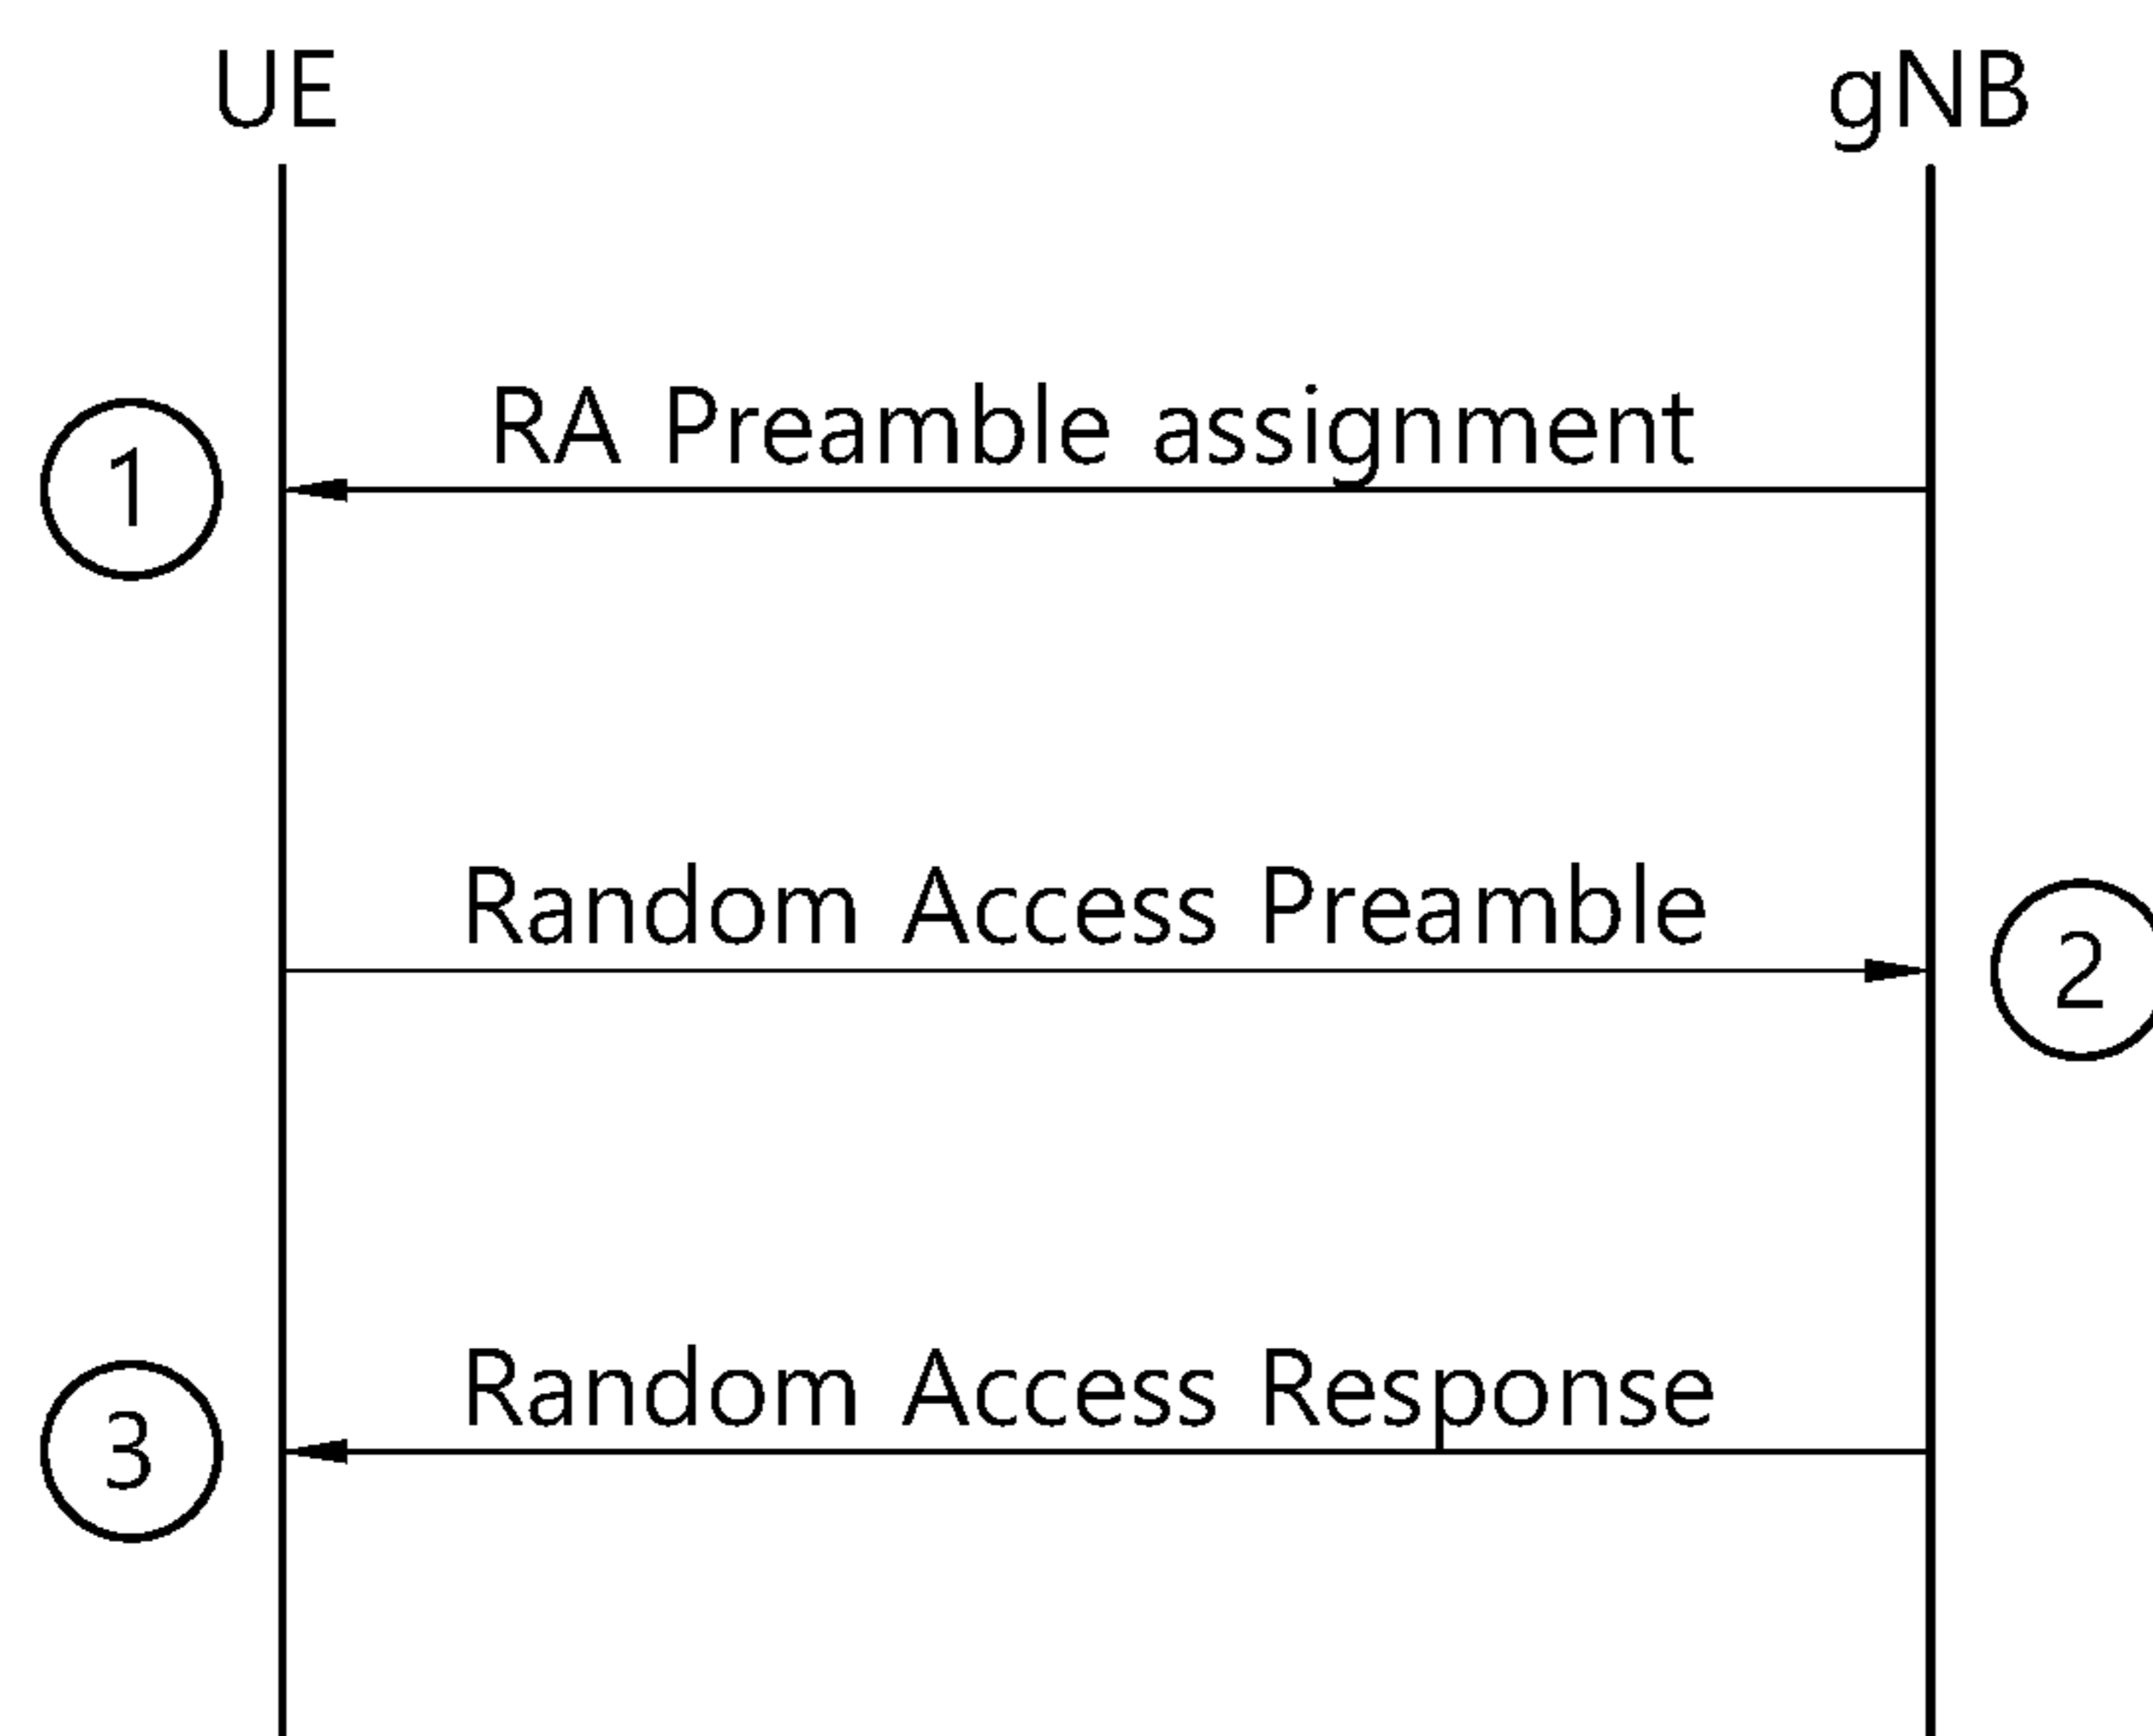 UE gNB
RA Preamble assignment
1
Random Access Preamble
2
Random Access Response
3